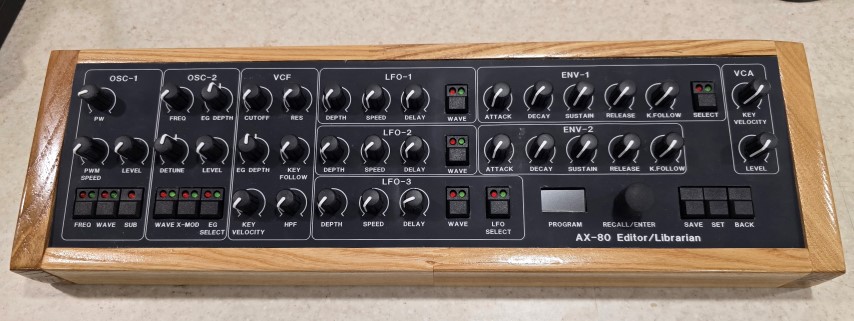 OSC-1
PW
PWM SPEED
LEVEL
FREQ WAVE SUB
OSC-2
FREQ
EG DEPTH
DETUNE
LEVEL
WAVE X-MOD EG SELECT
VCF
CUTOFF
RES
EG DEPTH
KEY FOLLOW
KEY VELOCITY
HPF
LFO-1
DEPTH SPEED DELAY WAVE
LFO-2
DEPTH SPEED DELAY WAVE
LFO-3
DEPTH SPEED DELAY WAVE LFO SELECT
ENV-1
ATTACK DECAY SUSTAIN RELEASE K.FOLLOW SELECT
ENV-2
ATTACK DECAY SUSTAIN RELEASE K.FOLLOW
VCA
KEY VELOCITY
LEVEL
PROGRAM RECALL/ENTER SAVE SET BACK
AX-80 Editor/Librarian